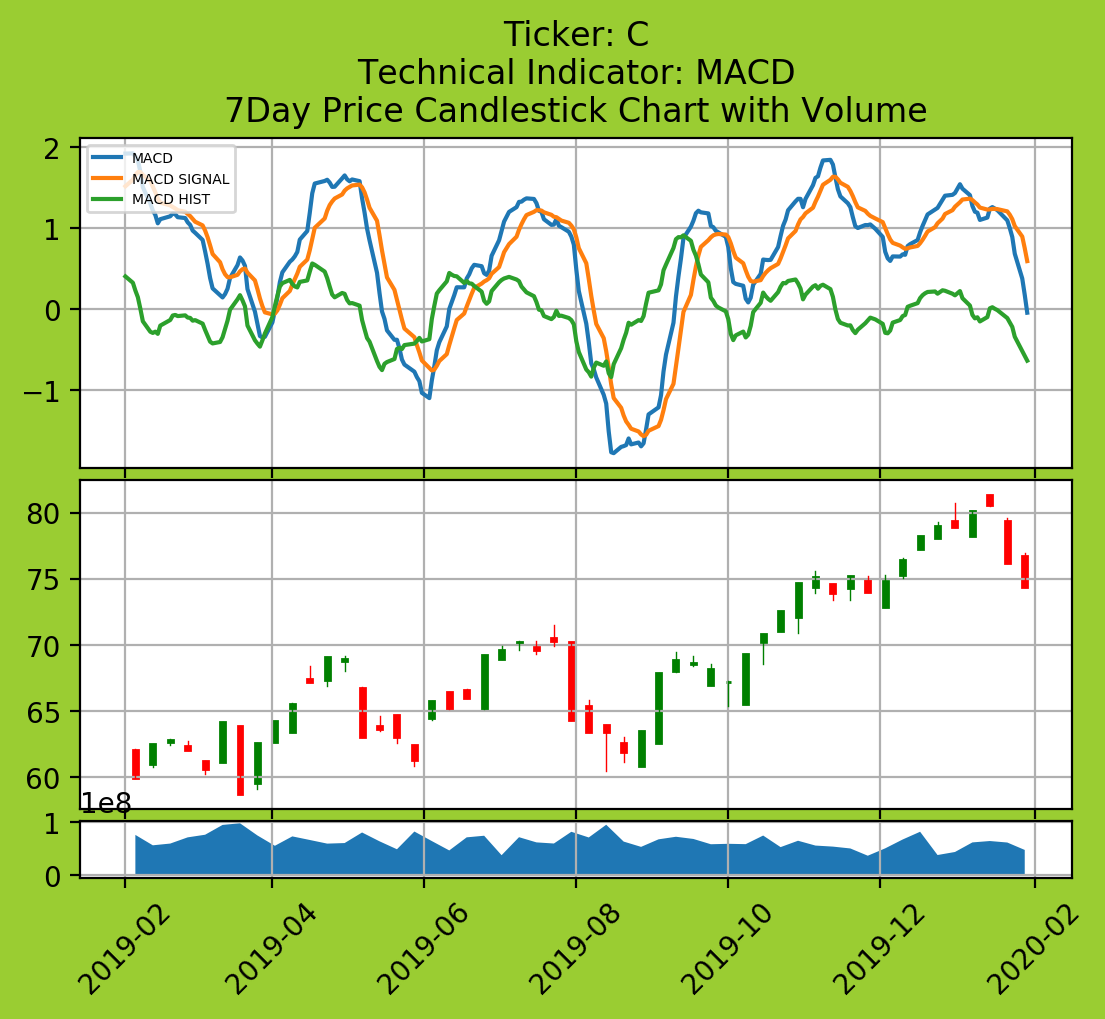 Ticker: C
Technical Indicator: MACD
7Day Price Candlestick Chart with Volume
2
1
0
−1
MACD
MACD SIGNAL
MACD HIST
80
75
70
65
60
1e8
1
0
2019-02
2019-04
2019-06
2019-08
2019-10
2019-12
2020-02